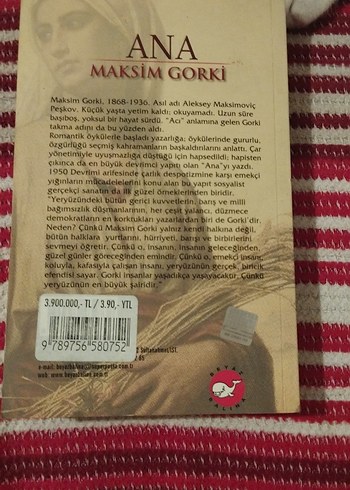 ANA
MAKSİM GORKİ
Maksim Gorki, 1868-1936. Asıl adı Aleksey Maksimoviç
Peşkov. Küçük yaşta yetim kaldı; okuyamadı. Uzun süre
başıboş, yoksul bir hayat sürdü. "Acı" anlamına gelen Gorki
takma adını da bu yüzden aldı.
Romantik öykülerle başladı yazarlığa; öykülerinde gururlu,
özgürlüğü seçmiş kahramanların başkaldırılarını anlattı. Çar
yönetimiyle uyuşmazlığa düştüğü için hapsedildi; hapisten
çıkınca da en büyük devrimci yapıtı olan "Ana"yı yazdı.
1950 Devrimi arifesinde çarlık despotizmine karşı emekçi
yığınların mücadelelerini konu alan bu yapıt sosyalist
gerçekçi sanatın da ilk güzel örneklerinden biridir.
"Yeryüzündeki bütün gerici kuvvetlerin, barış ve milli
bağımsızlık düşmanlarının, her çeşit yalancı, düzmece
demokratların en korktukları yazarlardan biri de Gorki'dir.
Neden? Çünkü Maksim Gorki yalnız kendi halkına değil,
bütün halklara yurtlarını, hürriyeti, barışı ve birbirlerini
sevmeyi öğretir. Çünkü o, insanın, insanlığın geleceğinden
güzel günler göreceğinden emindir. Çünkü o, emekçi insanı,
koluyla, kafasıyla çalışan insanı, yeryüzünün gerçek, biricik
efendisi sayar. Gorki insanlar yaşadıkça yaşayacaktır. Çünkü
yeryüzünün en büyük şairidir."
3.900.000,- TL / 3.90,- YTL
9 789756 580752